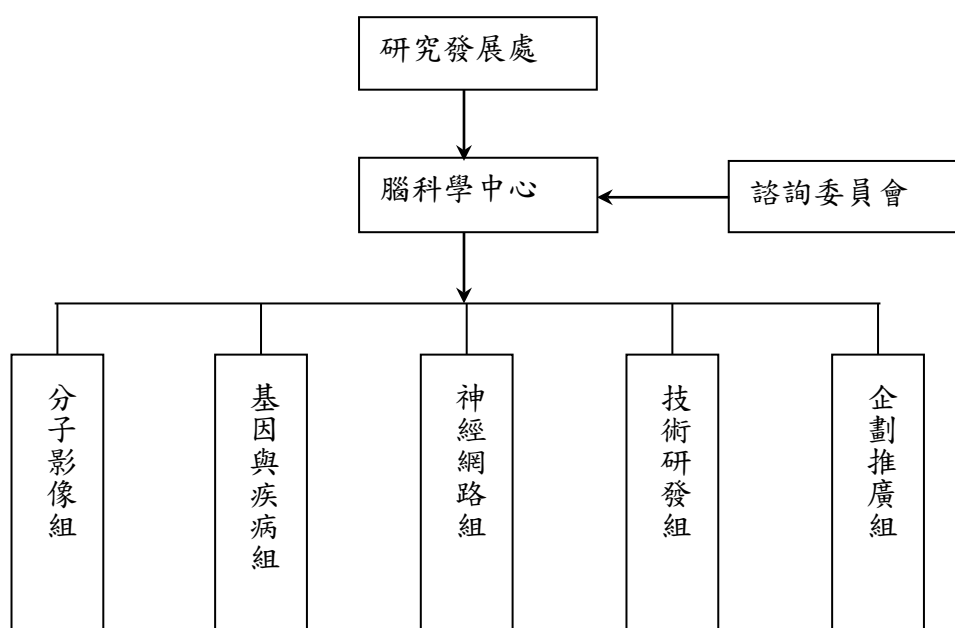 研究發展處
腦科學中心
諮詢委員會
分子影像組
基因與疾病組
神經網路組
技術研發組
企劃推廣組